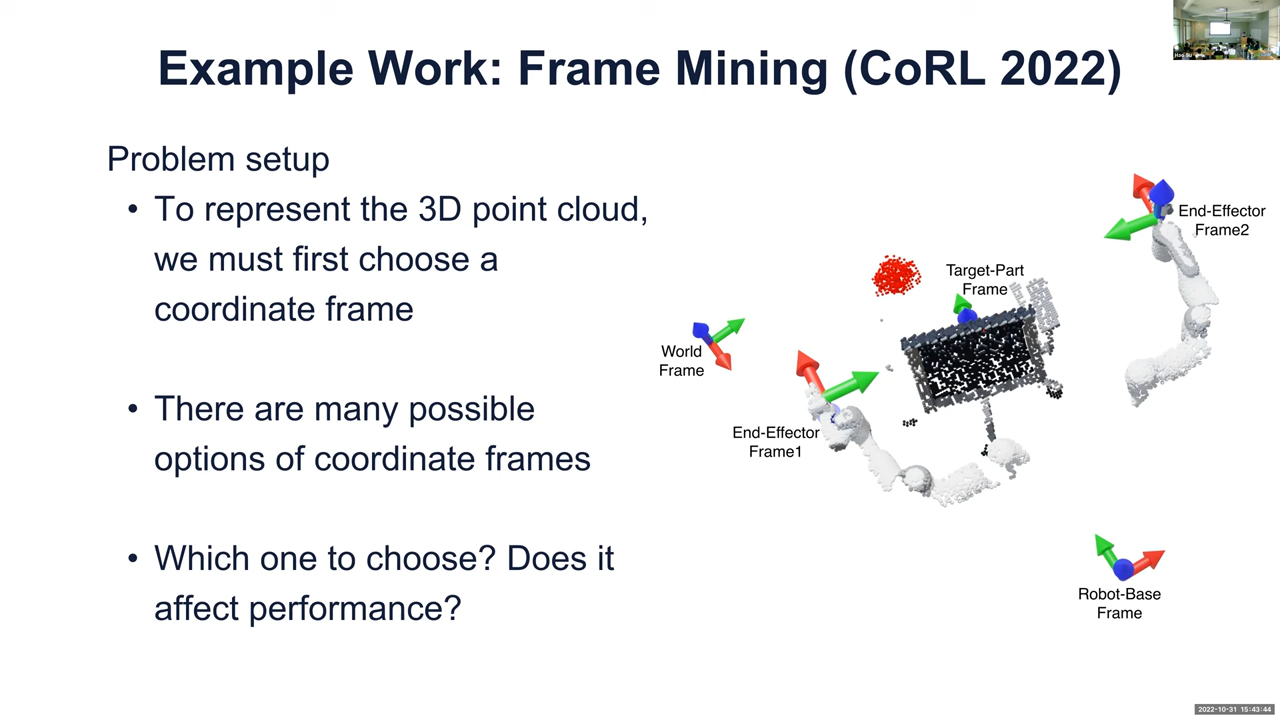 Example Work: Frame Mining (CoRL 2022)
Problem setup
• To represent the 3D point cloud,
we must first choose a
coordinate frame
• There are many possible
options of coordinate frames
• Which one to choose? Does it
affect performance?
World
Frame
End-Effector
Frame1
Target-Part
Frame
End-Effector
Frame2
Robot-Base
Frame
2022-10-31 15:43:44